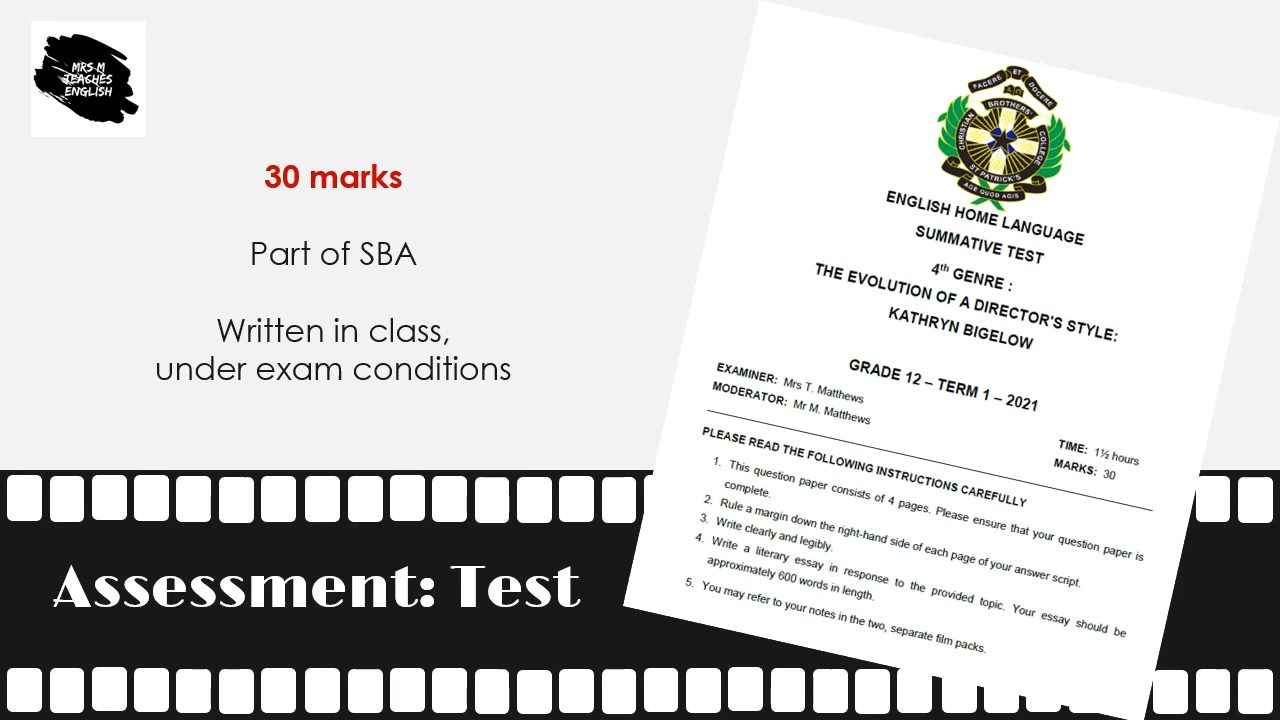 MRS M
TEACHES
ENGLISH
30 marks
Part of SBA
Written in class,
under exam conditions
Assessment: Test
FACERE ET DOCERE
CHRISTIAN BROTHERS' COLLEGE
ST PATRICK'S
AGE QUOD AGIS
ENGLISH HOME LANGUAGE
SUMMATIVE TEST
4th GENRE :
THE EVOLUTION OF A DIRECTOR'S STYLE:
KATHRYN BIGELOW
GRADE 12 – TERM 1 – 2021
EXAMINER: Mrs T. Matthews
MODERATOR: Mr M. Matthews
TIME: 1½ hours
MARKS: 30
PLEASE READ THE FOLLOWING INSTRUCTIONS CAREFULLY
1. This question paper consists of 4 pages. Please ensure that your question paper is
complete.
2. Rule a margin down the right-hand side of each page of your answer script.
3. Write clearly and legibly.
4. Write a literary essay in response to the provided topic. Your essay should be
approximately 600 words in length.
5. You may refer to your notes in the two, separate film packs.